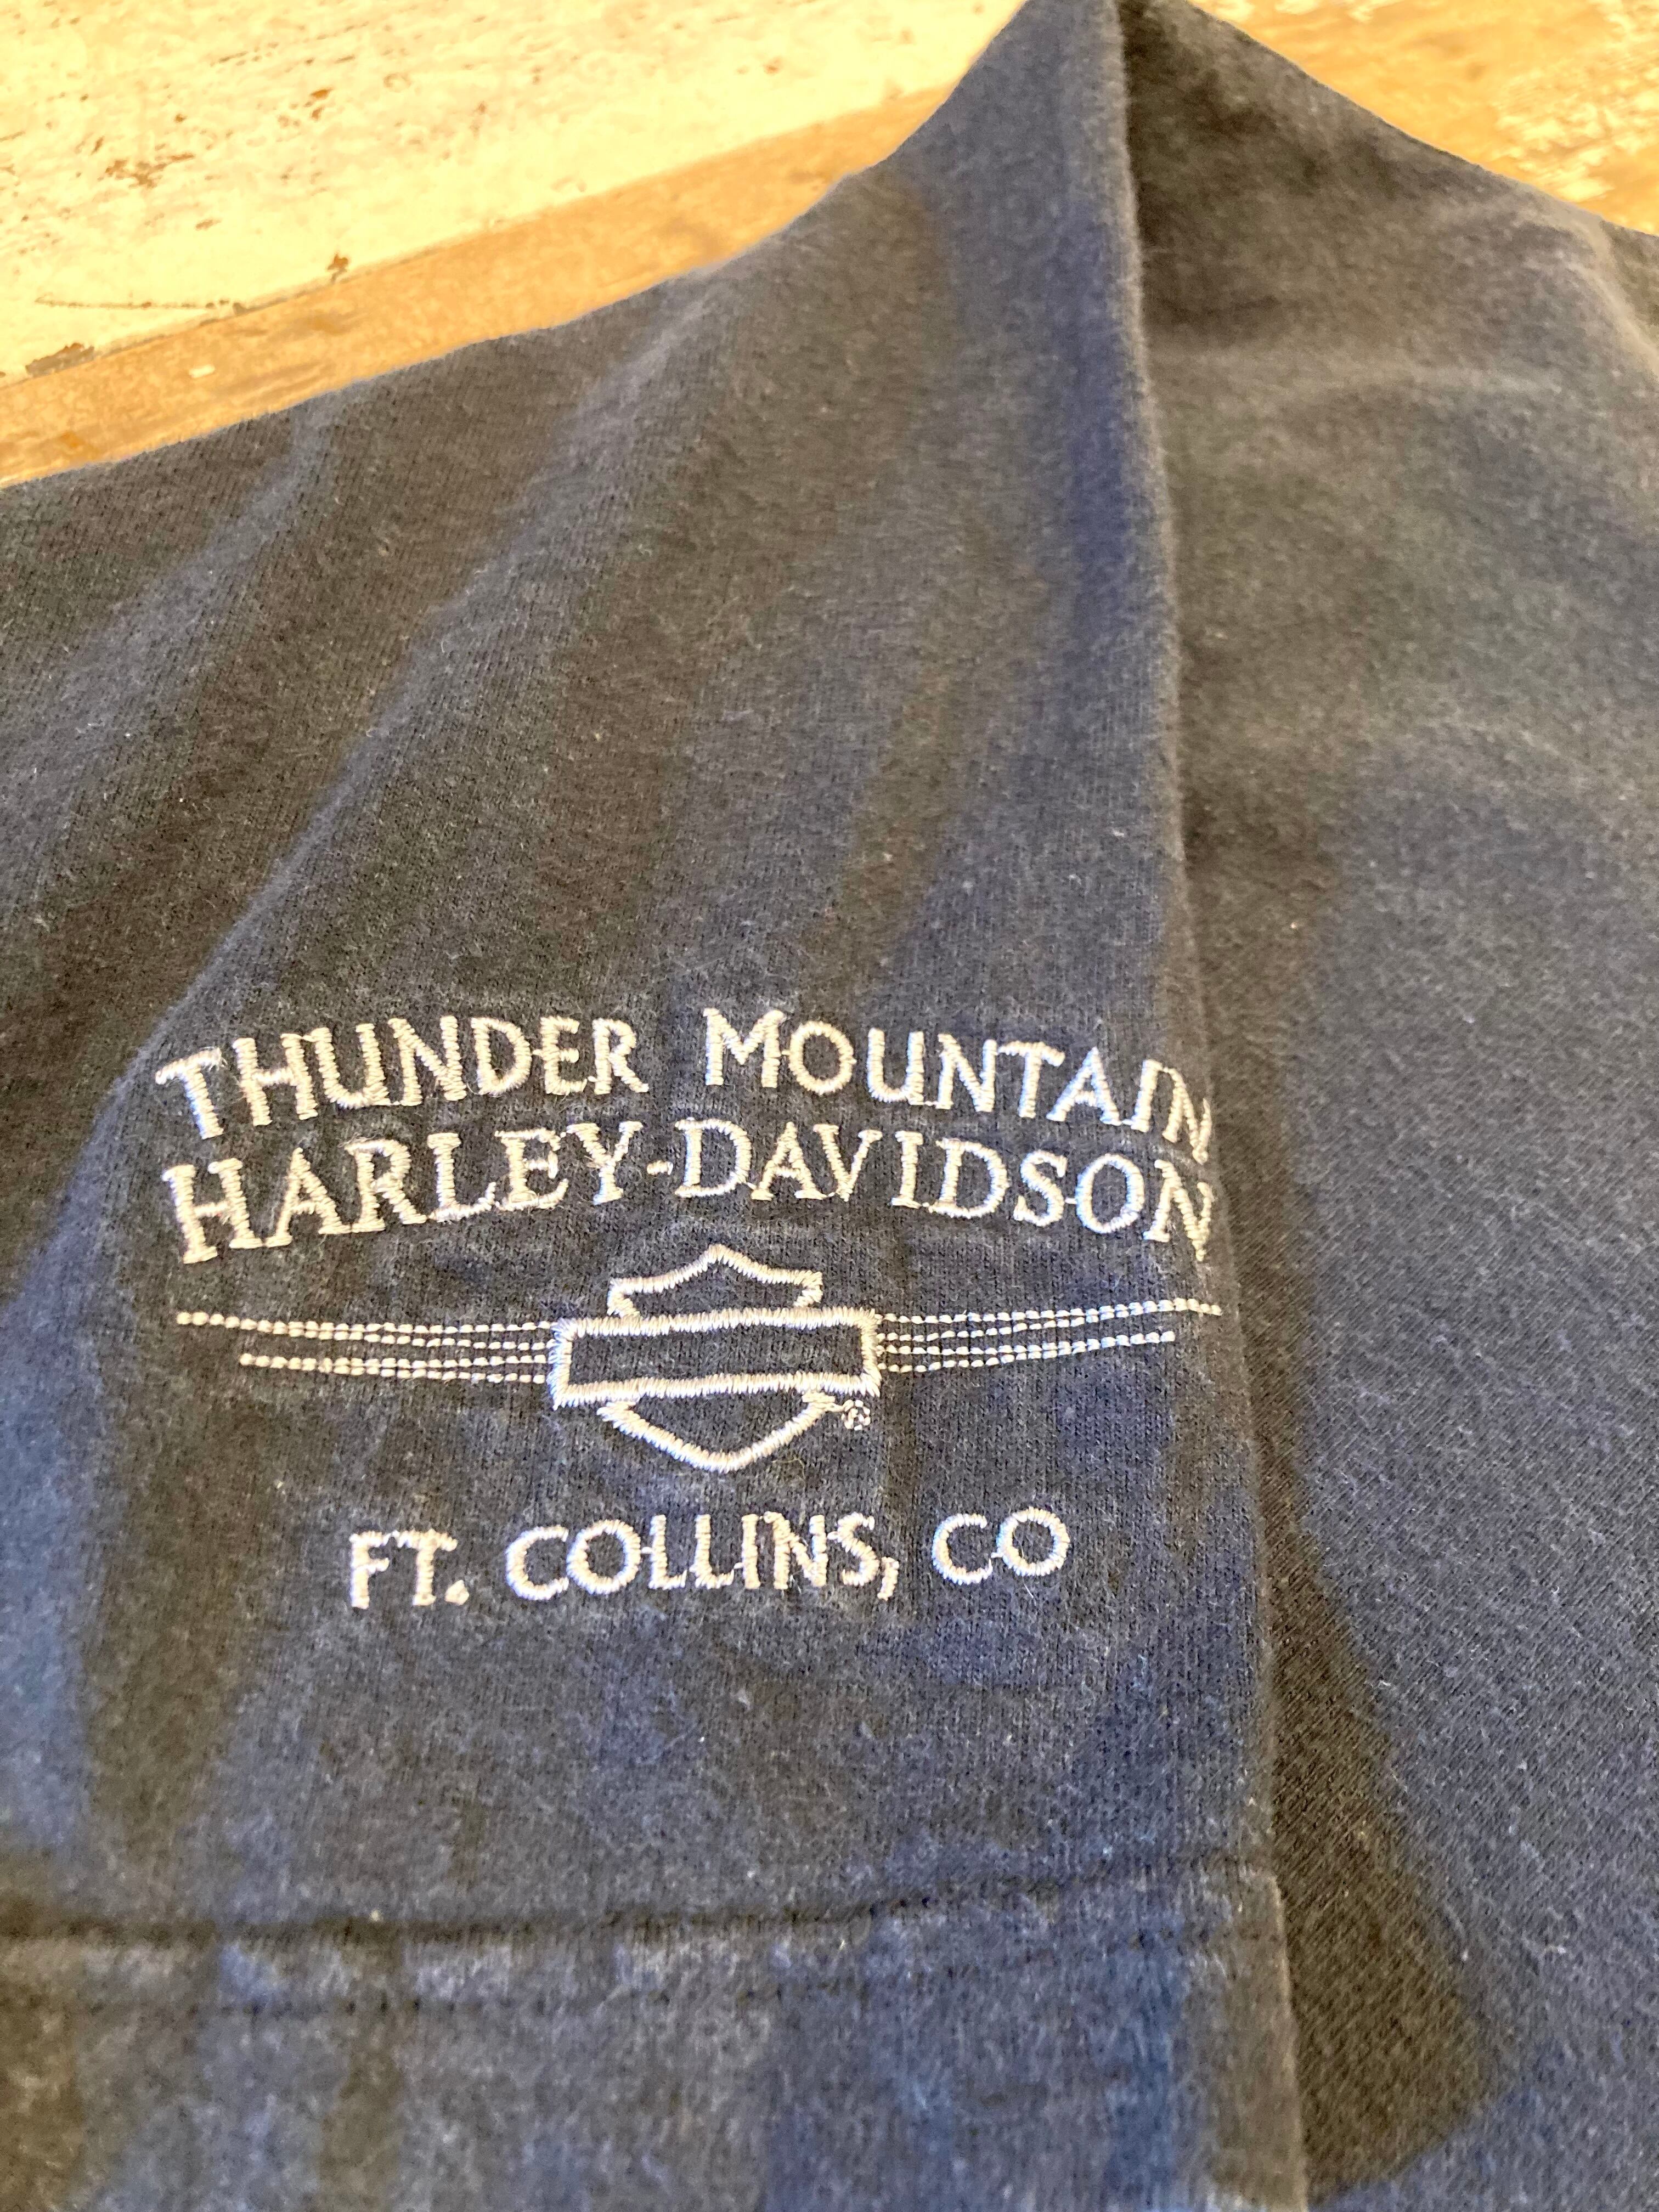 THUNDER MOUNTAIN
HARLEY-DAVIDSON
®
FT. COLLINS, CO